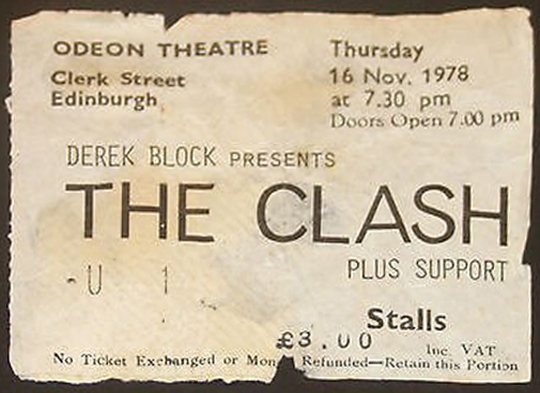 ODEON THEATRE
Clerk Street
Edinburgh
Thursday
16 Nov. 1978
at 7.30 pm
Doors Open 7.00 pm
DEREK BLOCK PRESENTS
THE CLASH
PLUS SUPPORT
U 1
Stalls
£3.00
Inc. VAT
No Ticket Exchanged or Mon Refunded—Retain this Portion